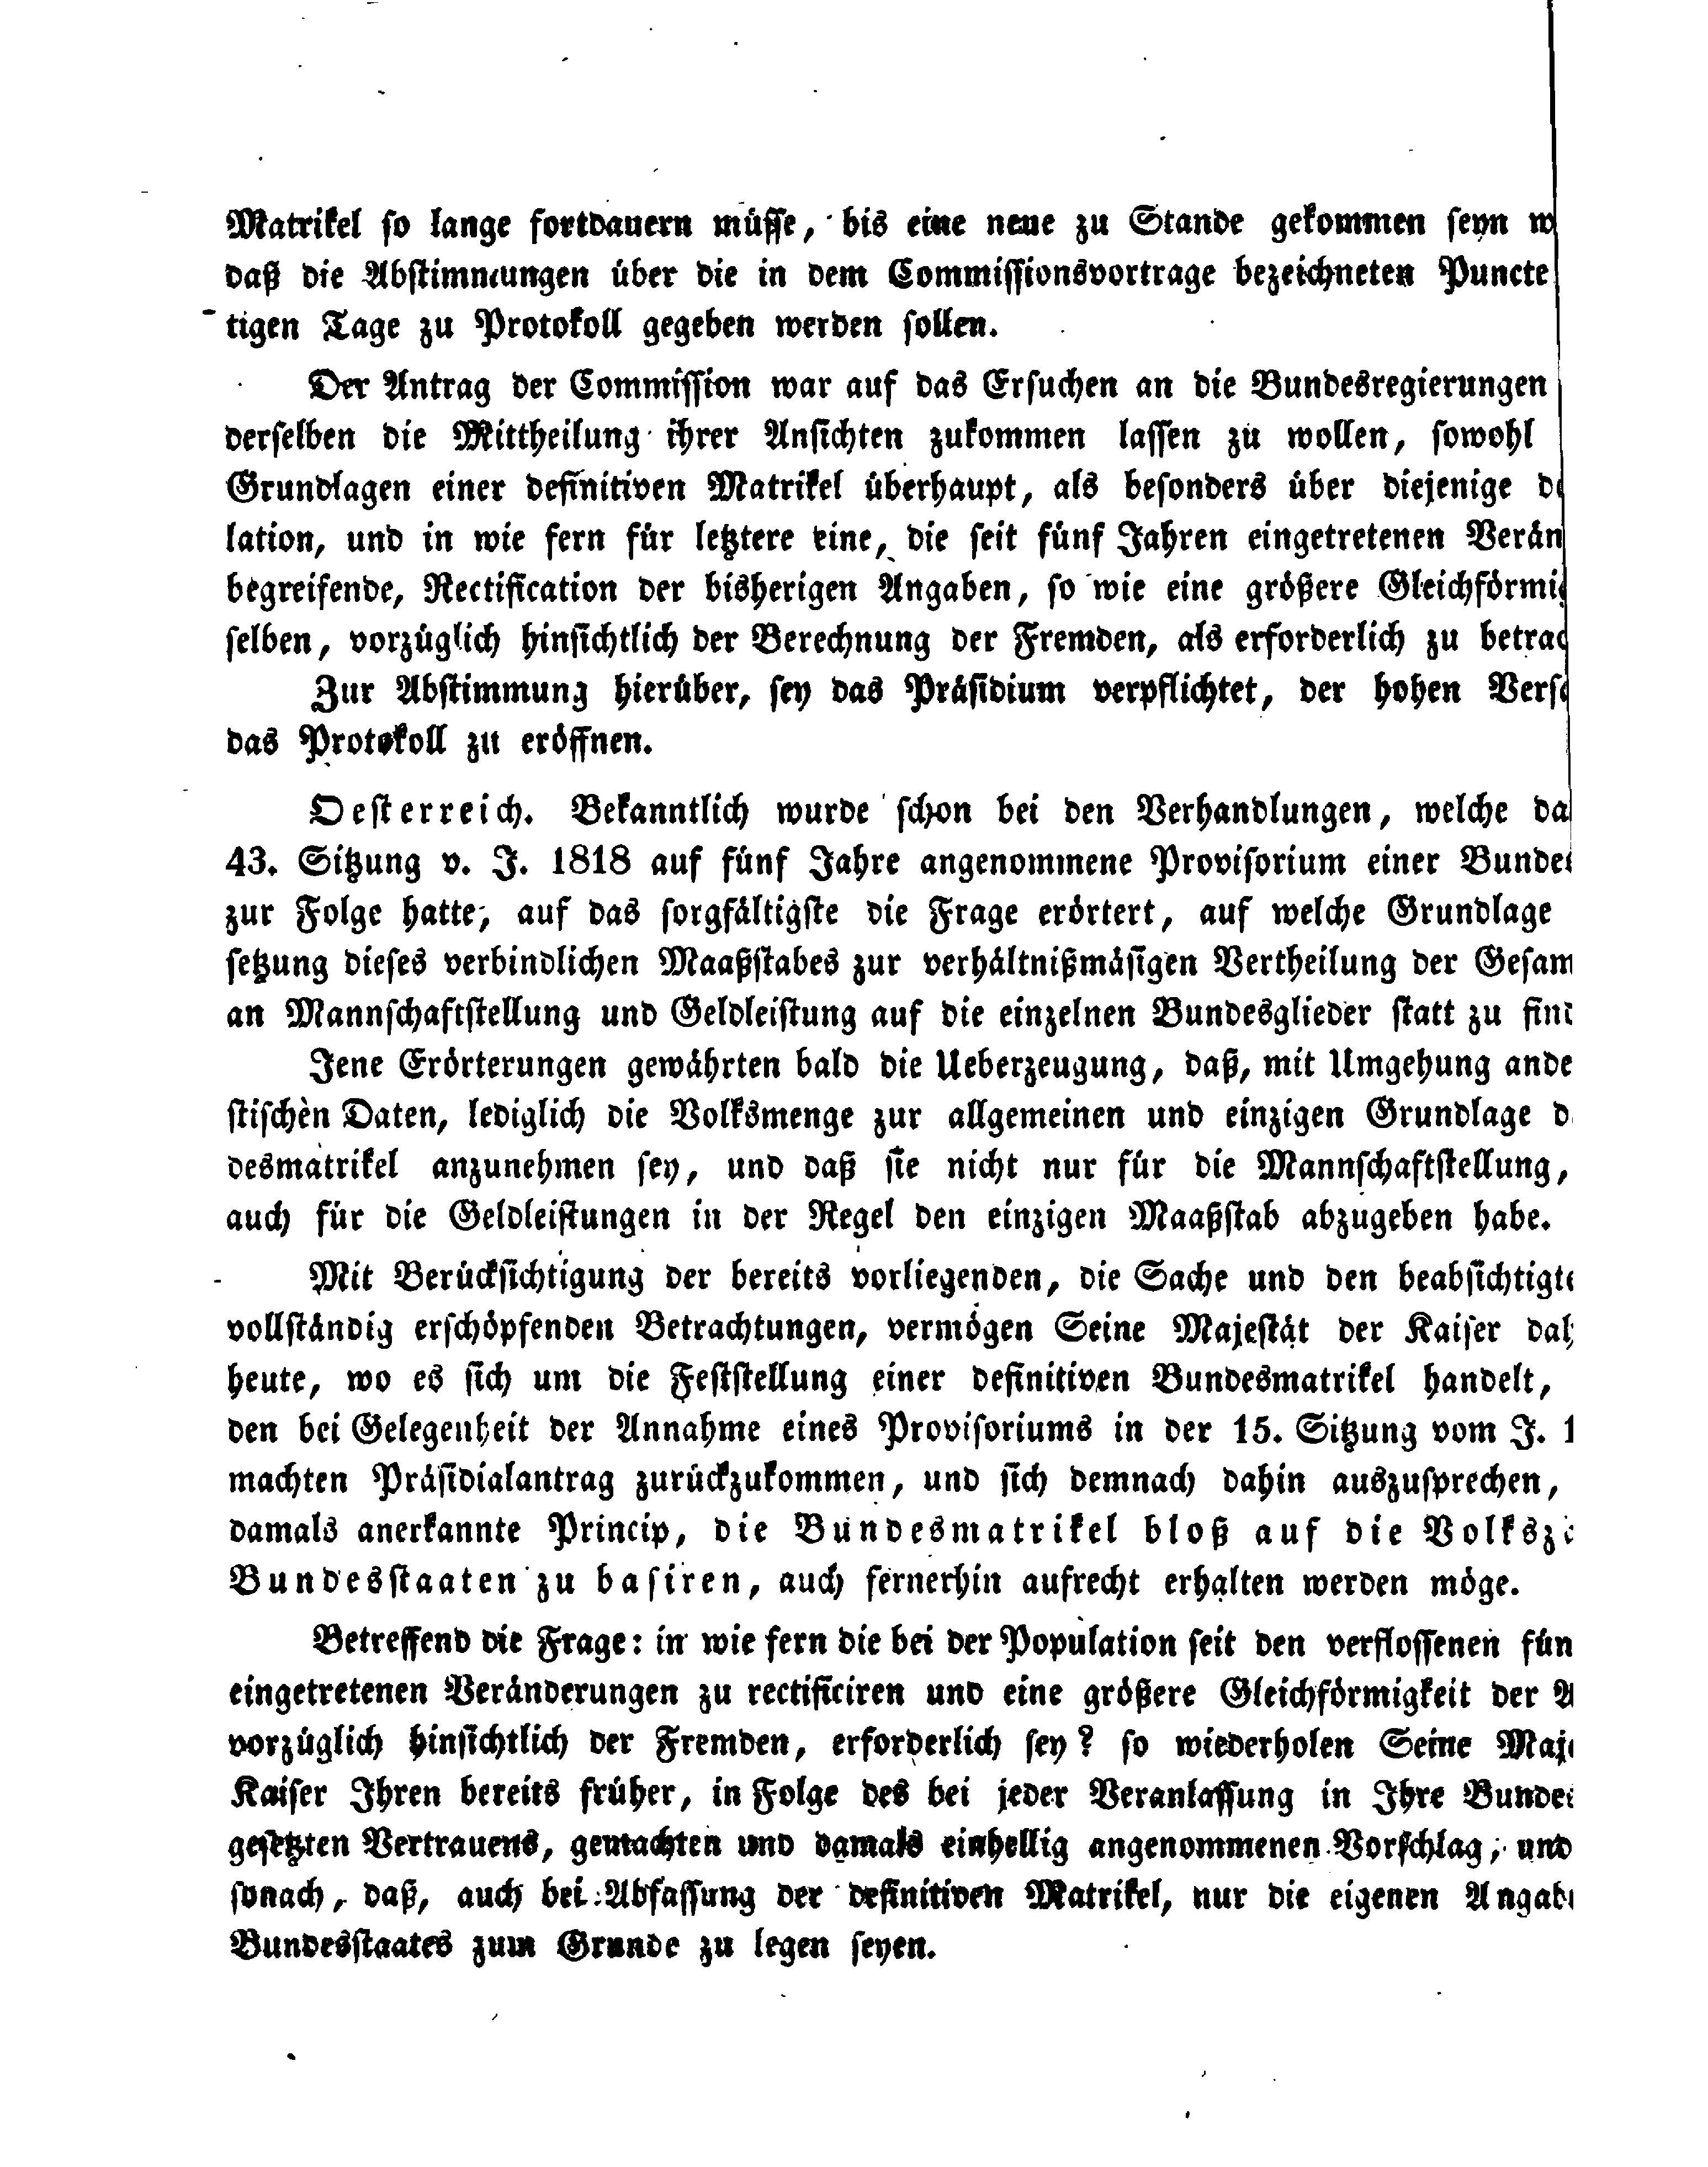 Matrikel so lange fortdauern müsse, bis eine neue zu Stande gekommen seyn w
daß die Abstimmungen über die in dem Commissionsvortrage bezeichneten Puncte
tigen Tage zu Protokoll gegeben werden sollen.
Der Antrag der Commission war auf das Ersuchen an die Bundesregierungen
derselben die Mittheilung ihrer Ansichten zukommen lassen zu wollen, sowohl
Grundlagen einer definitiven Matrikel überhaupt, als besonders über diejenige de
lation, und in wie fern für letztere eine, die seit fünf Jahren eingetretenen Verän
begreifende, Rectification der bisherigen Angaben, so wie eine größere Gleichförmig
selben, vorzüglich hinsichtlich der Berechnung der Fremden, als erforderlich zu betrac
Zur Abstimmung hierüber, sey das Präsidium verpflichtet, der hohen Versa
das Protokoll zu eröffnen.
Oesterreich. Bekanntlich wurde schon bei den Verhandlungen, welche da
43. Sitzung v. J. 1818 auf fünf Jahre angenommene Provisorium einer Bundes
zur Folge hatte, auf das sorgfältigste die Frage erörtert, auf welche Grundlage
setzung dieses verbindlichen Maaßstabes zur verhältnißmäsigen Vertheilung der Gesam
an Mannschaftstellung und Geldleistung auf die einzelnen Bundesglieder statt zu find
Jene Erörterungen gewährten bald die Ueberzeugung, daß, mit Umgehung ande
stischen Daten, lediglich die Volksmenge zur allgemeinen und einzigen Grundlage d
desmatrikel anzunehmen sey, und daß sie nicht nur für die Mannschaftstellung,
auch für die Geldleistungen in der Regel den einzigen Maaßstab abzugeben habe.
Mit Berücksichtigung der bereits vorliegenden, die Sache und den beabsichtigte
vollständig erschöpfenden Betrachtungen, vermögen Seine Majestät der Kaiser dah
heute, wo es sich um die Feststellung einer definitiven Bundesmatrikel handelt,
den bei Gelegenheit der Annahme eines Provisoriums in der 15. Sitzung vom J. 1
machten Präsidialantrag zurückzukommen, und sich demnach dahin auszusprechen,
damals anerkannte Princip, die Bundesmatrikel bloß auf die Volksza
Bundesstaaten zu basiren, auch fernerhin aufrecht erhalten werden möge.
Betreffend die Frage: in wie fern die bei der Population seit den verflossenen fün
eingetretenen Veränderungen zu rectificiren und eine größere Gleichförmigkeit der A
vorzüglich hinsichtlich der Fremden, erforderlich sey? so wiederholen Seine Maje
Kaiser Ihren bereits früher, in Folge des bei jeder Veranlassung in Ihre Bundes
gesetzten Vertrauens, gemachten und damals einhellig angenommenen Vorschlag, und
sonach, daß, auch bei Abfassung der definitiven Matrikel, nur die eigenen Angabe
Bundesstaates zum Grunde zu legen seyen.